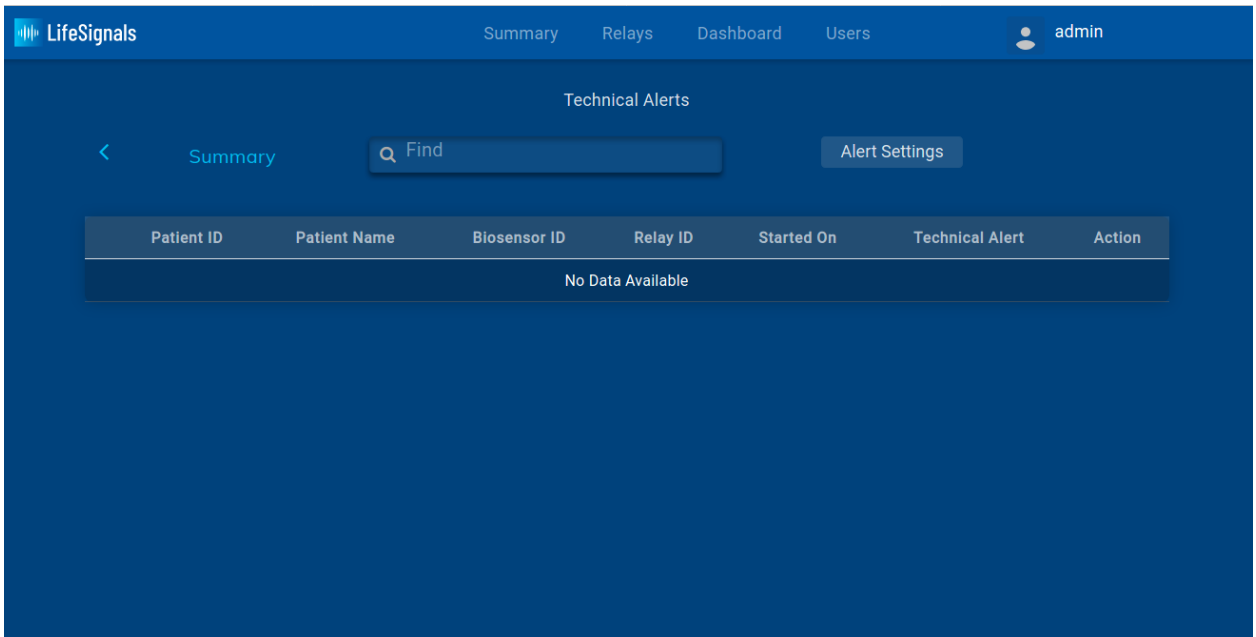 LifeSignals Summary Relays Dashboard Users admin
Technical Alerts
Summary Find Alert Settings
Patient ID Patient Name Biosensor ID Relay ID Started On Technical Alert Action
No Data Available